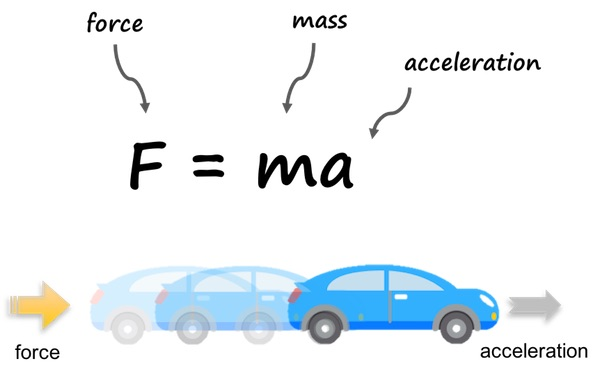 force
mass
acceleration
F = ma
force
acceleration